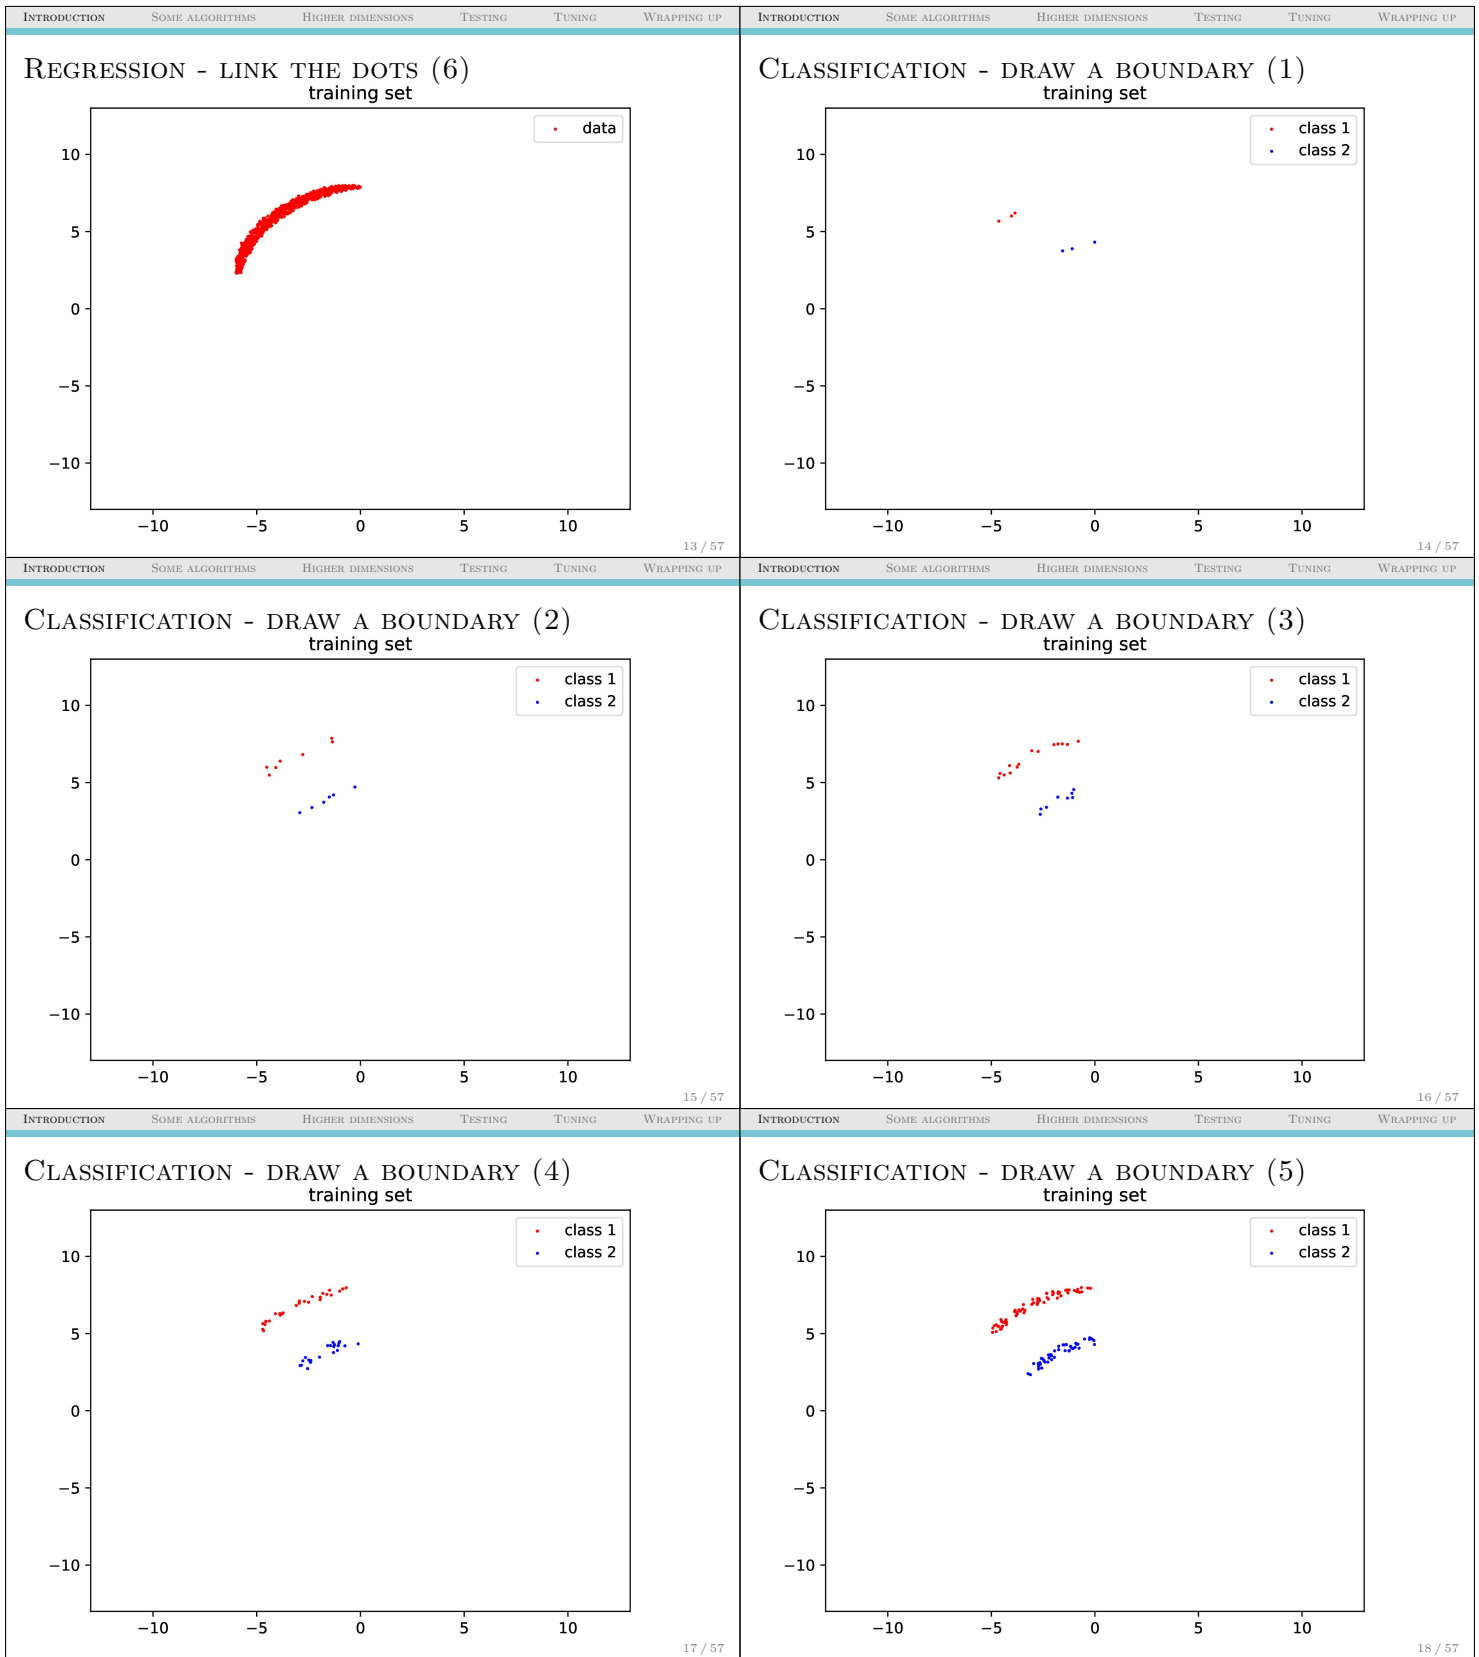 INTRODUCTION SOME ALGORITHMS HIGHER DIMENSIONS TESTING TUNING WRAPPING UP
REGRESSION - LINK THE DOTS (6)
training set
data
10
5
0
−5
−10
−10 −5 0 5 10
13 / 57
INTRODUCTION SOME ALGORITHMS HIGHER DIMENSIONS TESTING TUNING WRAPPING UP
CLASSIFICATION - DRAW A BOUNDARY (1)
training set
class 1
class 2
10
5
0
−5
−10
−10 −5 0 5 10
14 / 57
INTRODUCTION SOME ALGORITHMS HIGHER DIMENSIONS TESTING TUNING WRAPPING UP
CLASSIFICATION - DRAW A BOUNDARY (2)
training set
class 1
class 2
10
5
0
−5
−10
−10 −5 0 5 10
15 / 57
INTRODUCTION SOME ALGORITHMS HIGHER DIMENSIONS TESTING TUNING WRAPPING UP
CLASSIFICATION - DRAW A BOUNDARY (3)
training set
class 1
class 2
10
5
0
−5
−10
−10 −5 0 5 10
16 / 57
INTRODUCTION SOME ALGORITHMS HIGHER DIMENSIONS TESTING TUNING WRAPPING UP
CLASSIFICATION - DRAW A BOUNDARY (4)
training set
class 1
class 2
10
5
0
−5
−10
−10 −5 0 5 10
17 / 57
INTRODUCTION SOME ALGORITHMS HIGHER DIMENSIONS TESTING TUNING WRAPPING UP
CLASSIFICATION - DRAW A BOUNDARY (5)
training set
class 1
class 2
10
5
0
−5
−10
−10 −5 0 5 10
18 / 57